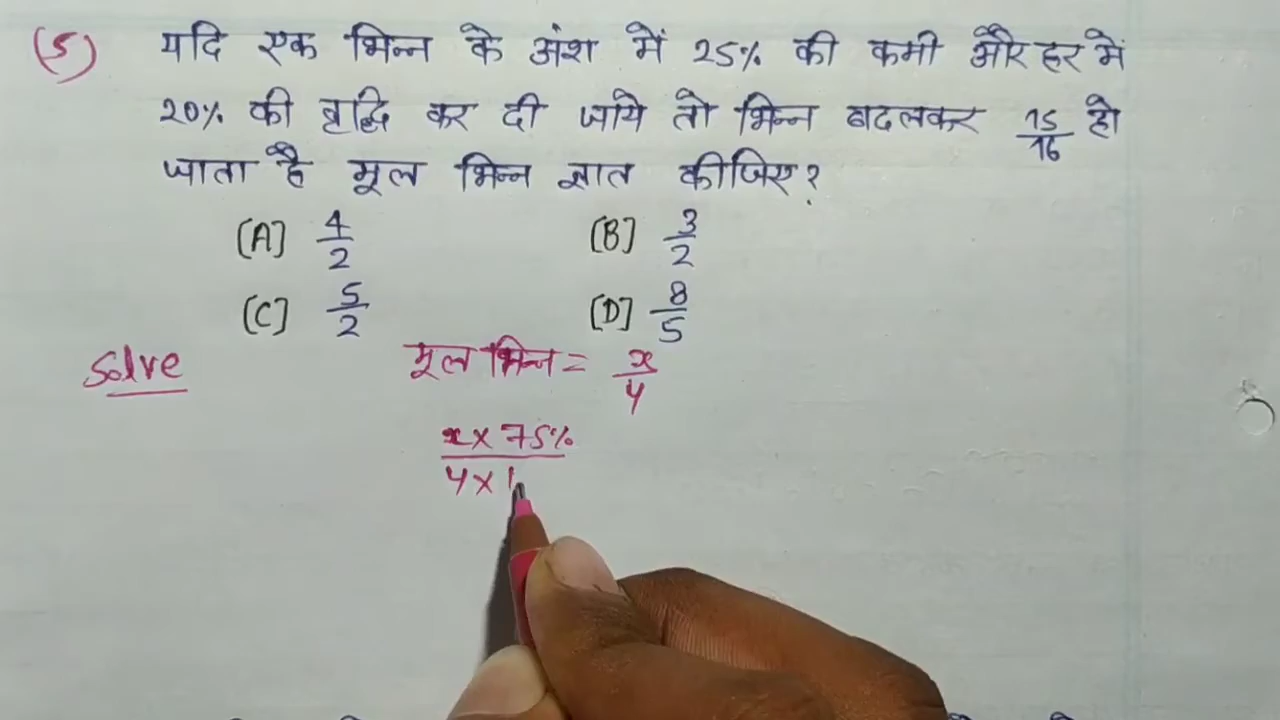 (5) यदि एक भिन्न के अंश में 25% की कमी और हर में
20% की वृद्धि कर दी जाये तो भिन्न बदलकर 15/16 हो
जाता है मूल भिन्न ज्ञात कीजिए?
(A) 4/2 (B) 3/2
(C) 5/2 (D) 8/5
Solve मूल भिन्न = x/y
x × 75%
y × 1